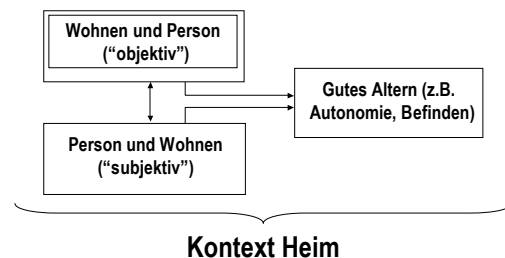 Wohnen und Person
(“objektiv”)
Gutes Altern (z.B.
Autonomie, Befinden)
Person und Wohnen
(“subjektiv”)
Kontext Heim